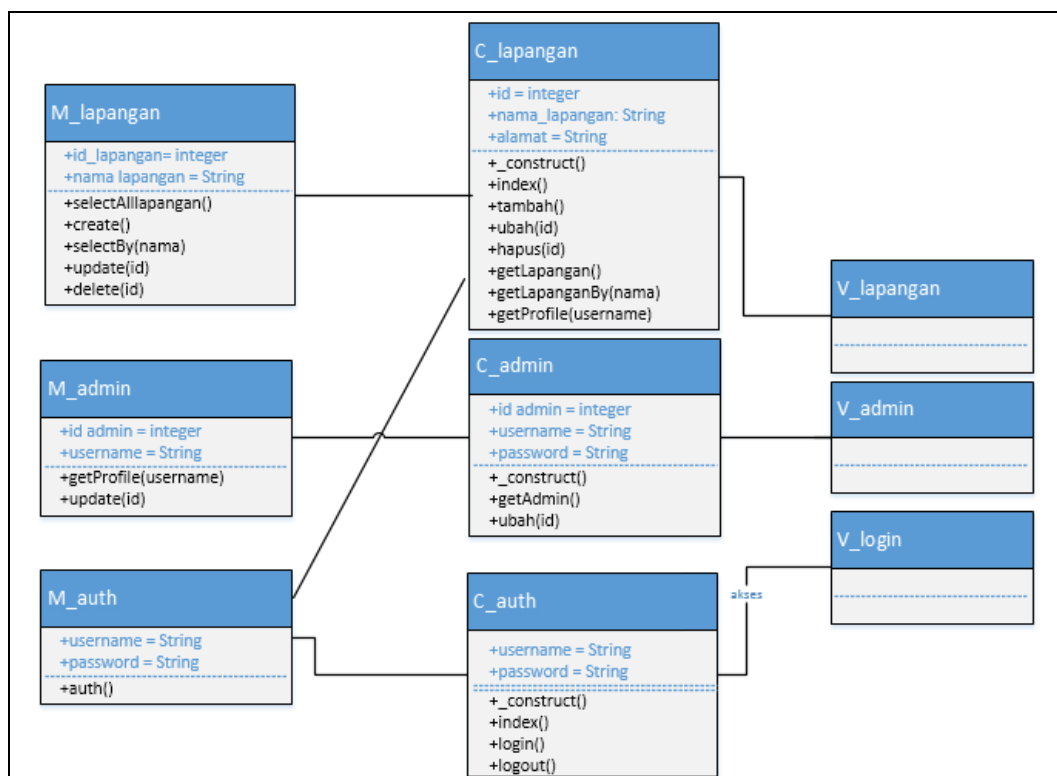 M_lapangan
+id_lapangan= integer
+nama lapangan = String
+selectAlllapangan()
+create()
+selectBy(nama)
+update(id)
+delete(id)
C_lapangan
+id = integer
+nama_lapangan: String
+alamat = String
+_construct()
+index()
+tambah()
+ubah(id)
+hapus(id)
+getLapangan()
+getLapanganBy(nama)
+getProfile(username)
V_lapangan
M_admin
+id admin = integer
+username = String
+getProfile(username)
+update(id)
C_admin
+id admin = integer
+username = String
+password = String
+_construct()
+getAdmin()
+ubah(id)
V_admin
M_auth
+username = String
+password = String
+auth()
C_auth
+username = String
+password = String
+_construct()
+index()
+login()
+logout()
akses
V_login